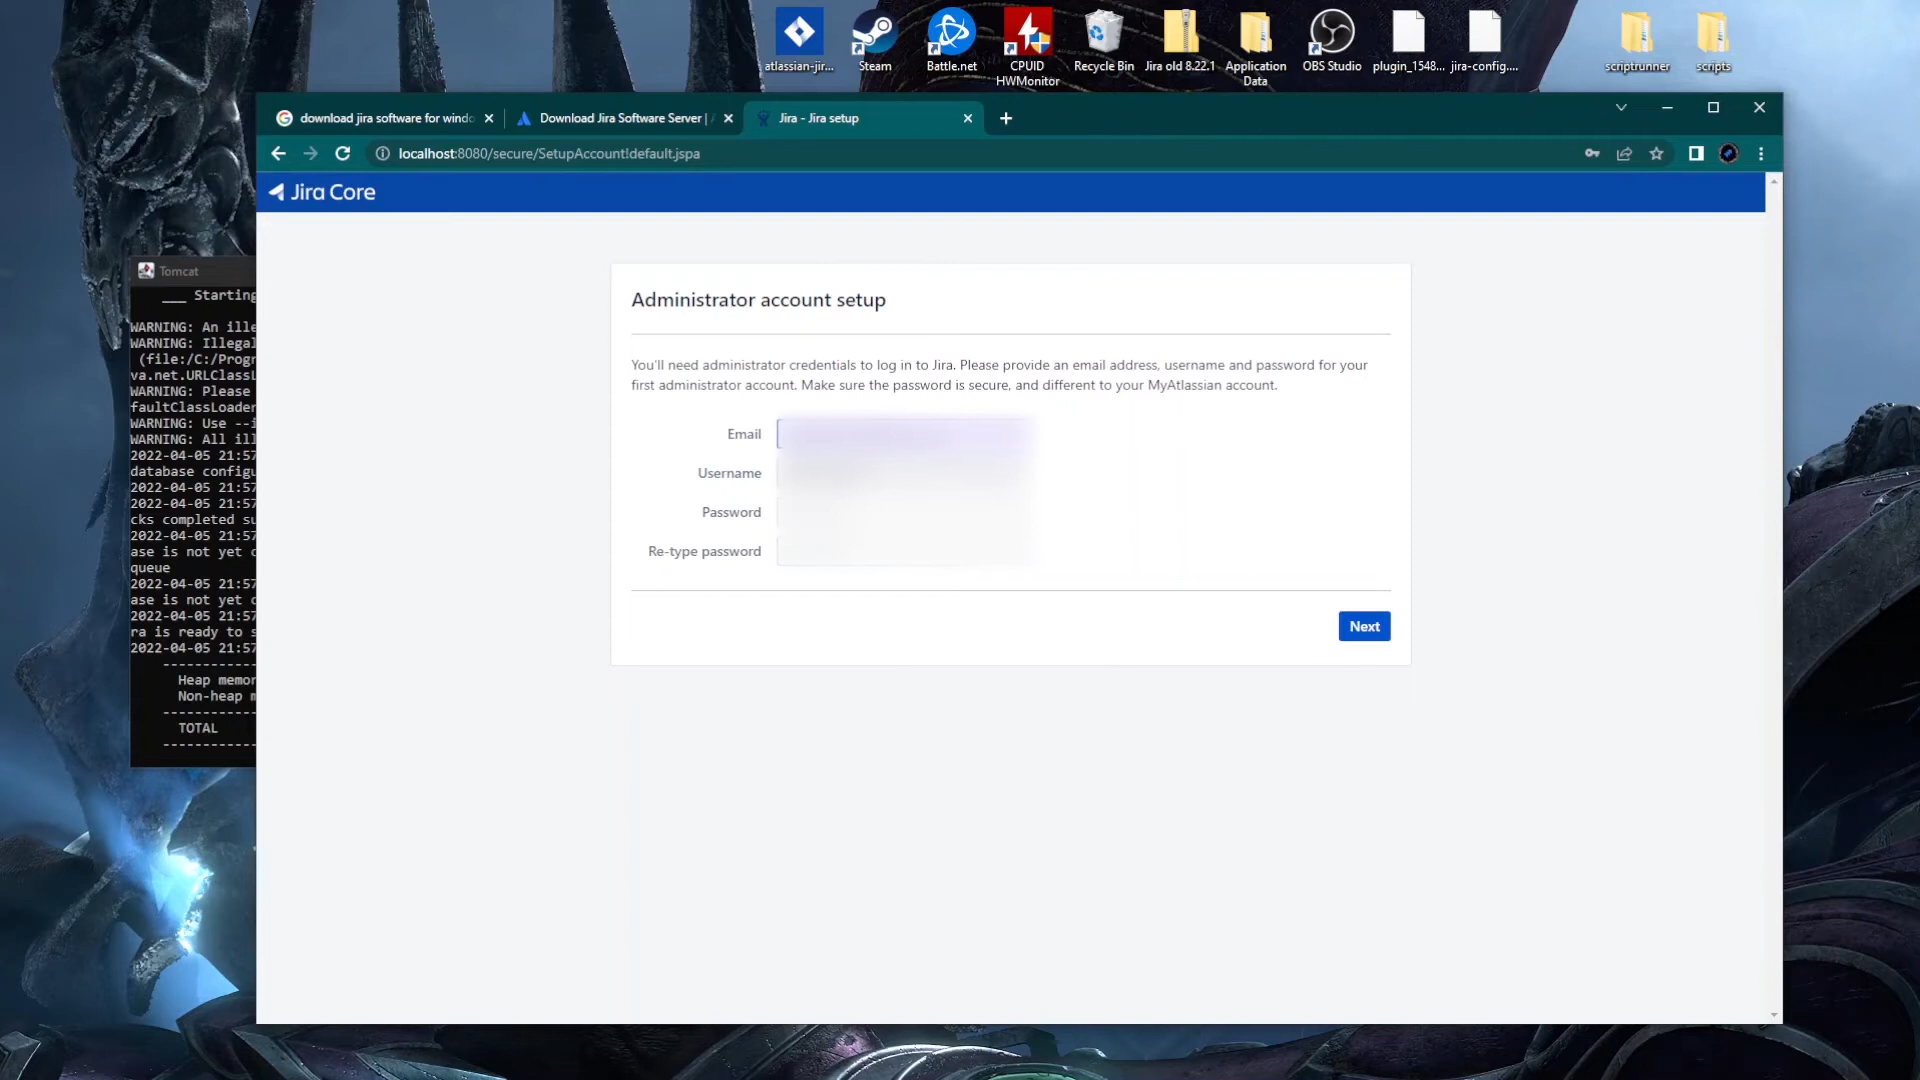 atlassian-jir...
Steam
Battle.net
CPUID
HWMonitor
Recycle Bin
Jira old 8.22.1
Application
Data
OBS Studio
plugin_1548...
jira-config....
scriptrunner
scripts
download jira software for windo
Download Jira Software Server |
Jira - Jira setup
localhost:8080/secure/SetupAccount!default.jspa
Jira Core
Tomcat
___ Starting
WARNING: An ille
WARNING: Illegal
(file:/C:/Progr
va.net.URLClassL
WARNING: Please
faultClassLoader
WARNING: Use --i
WARNING: All ill
2022-04-05 21:57
database configu
2022-04-05 21:57
2022-04-05 21:57
cks completed su
2022-04-05 21:57
ase is not yet c
queue
2022-04-05 21:57
ase is not yet c
2022-04-05 21:57
ra is ready to s
2022-04-05 21:57
Heap memor
Non-heap m
TOTAL
Administrator account setup
You'll need administrator credentials to log in to Jira. Please provide an email address, username and password for your
first administrator account. Make sure the password is secure, and different to your MyAtlassian account.
Email
Username
Password
Re-type password
Next